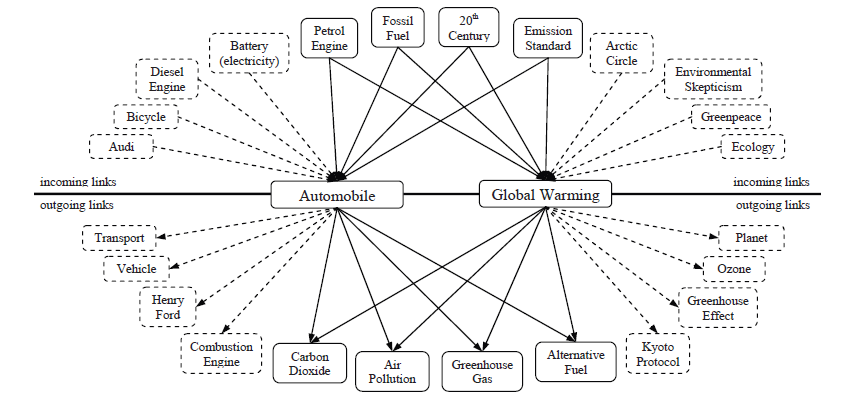 Petrol
Engine
Fossil
Fuel
20th
Century
Emission
Standard
Battery
(electricity)
Arctic
Circle
Diesel
Engine
Environmental
Skepticism
Bicycle
Greenpeace
Audi
Ecology
incoming links
incoming links
Automobile
Global Warming
outgoing links
outgoing links
Transport
Planet
Vehicle
Ozone
Henry
Ford
Greenhouse
Effect
Combustion
Engine
Carbon
Dioxide
Air
Pollution
Greenhouse
Gas
Alternative
Fuel
Kyoto
Protocol